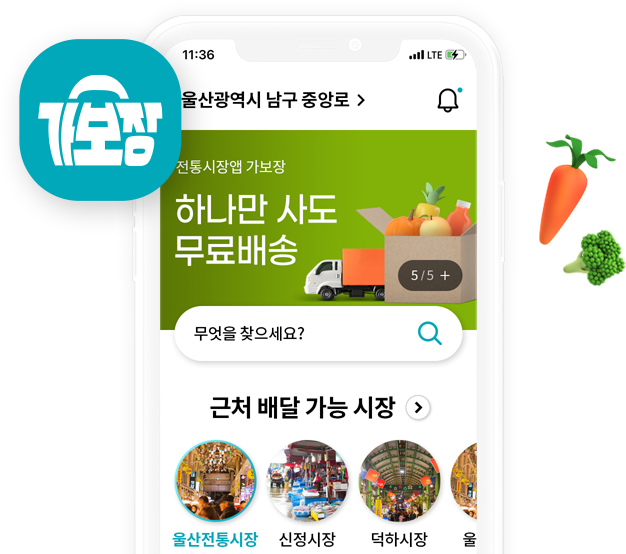 11:36
LTE
가보장
울산광역시 남구 중앙로
전통시장앱 가보장
하나만 사도
무료배송
5/5 +
무엇을 찾으세요?
근처 배달 가능 시장
울산전통시장
신정시장
덕하시장
울